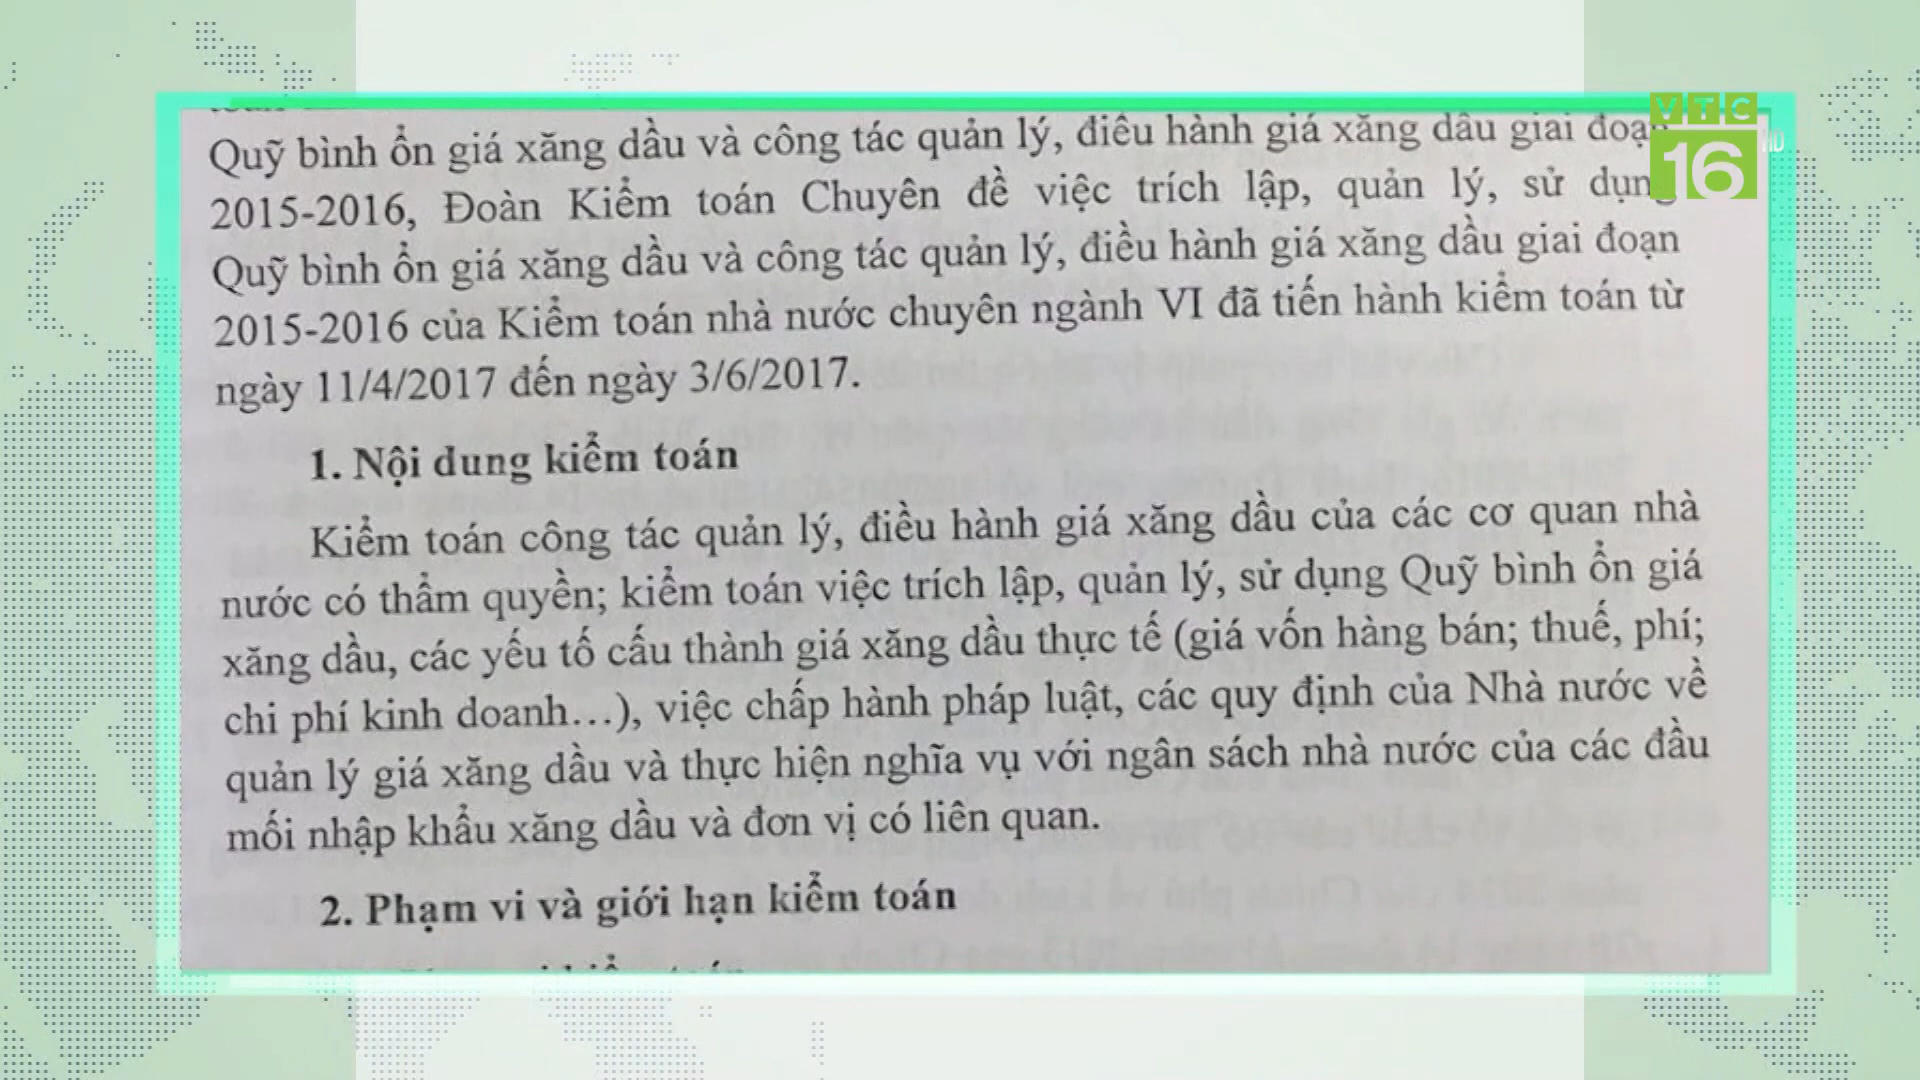 Quỹ bình ổn giá xăng dầu và công tác quản lý, điều hành giá xăng dầu giai đoạn
2015-2016, Đoàn Kiểm toán Chuyên đề việc trích lập, quản lý, sử dụng
Quỹ bình ổn giá xăng dầu và công tác quản lý, điều hành giá xăng dầu giai đoạn
2015-2016 của Kiểm toán nhà nước chuyên ngành VI đã tiến hành kiểm toán từ
ngày 11/4/2017 đến ngày 3/6/2017.
1. Nội dung kiểm toán
Kiểm toán công tác quản lý, điều hành giá xăng dầu của các cơ quan nhà
nước có thẩm quyền; kiểm toán việc trích lập, quản lý, sử dụng Quỹ bình ổn giá
xăng dầu, các yếu tố cấu thành giá xăng dầu thực tế (giá vốn hàng bán; thuế, phí;
chi phí kinh doanh…), việc chấp hành pháp luật, các quy định của Nhà nước về
quản lý giá xăng dầu và thực hiện nghĩa vụ với ngân sách nhà nước của các đầu
mối nhập khẩu xăng dầu và đơn vị có liên quan.
2. Phạm vi và giới hạn kiểm toán
VTC
16
HD